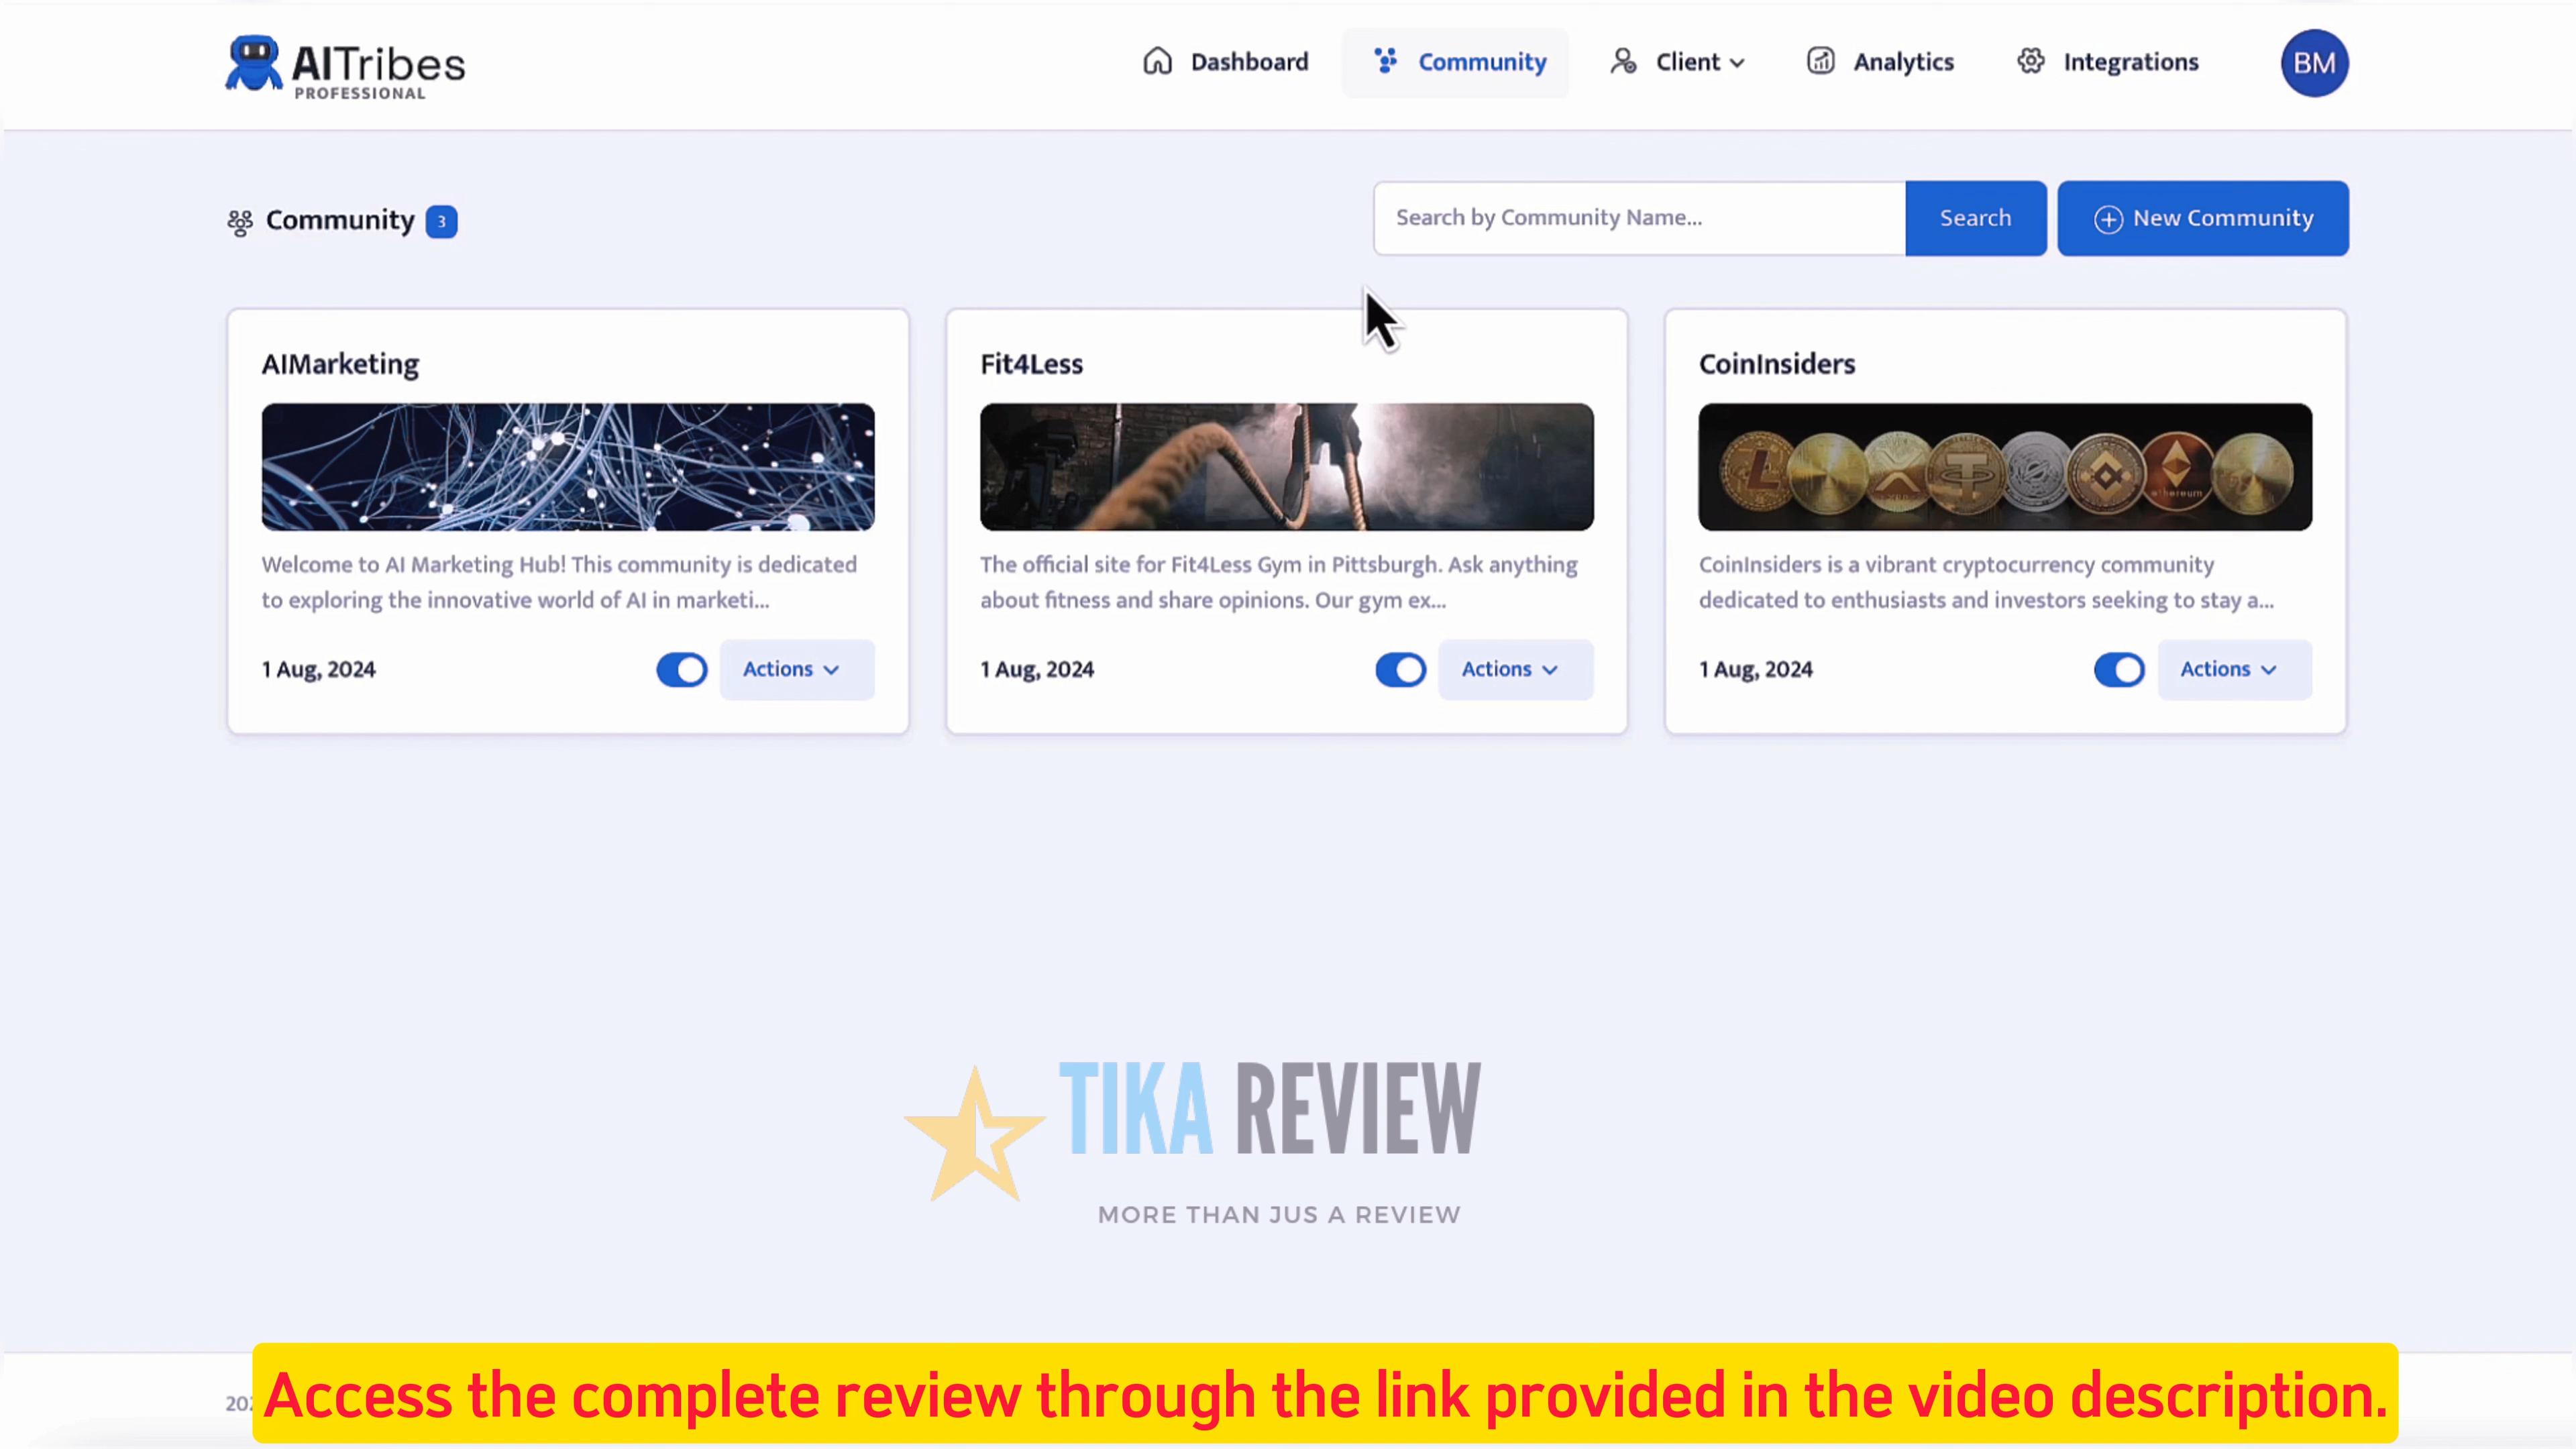 AITribes
PROFESSIONAL
Dashboard
Community
Client
Analytics
Integrations
BM
Community 3
Search by Community Name...
Search
New Community
AIMarketing
Welcome to AI Marketing Hub! This community is dedicated
to exploring the innovative world of AI in marketi...
1 Aug, 2024
Actions
Fit4Less
The official site for Fit4Less Gym in Pittsburgh. Ask anything
about fitness and share opinions. Our gym ex...
1 Aug, 2024
Actions
CoinInsiders
ethereum
CoinInsiders is a vibrant cryptocurrency community
dedicated to enthusiasts and investors seeking to stay a...
1 Aug, 2024
Actions
TIKA REVIEW
MORE THAN JUS A REVIEW
Access the complete review through the link provided in the video description.